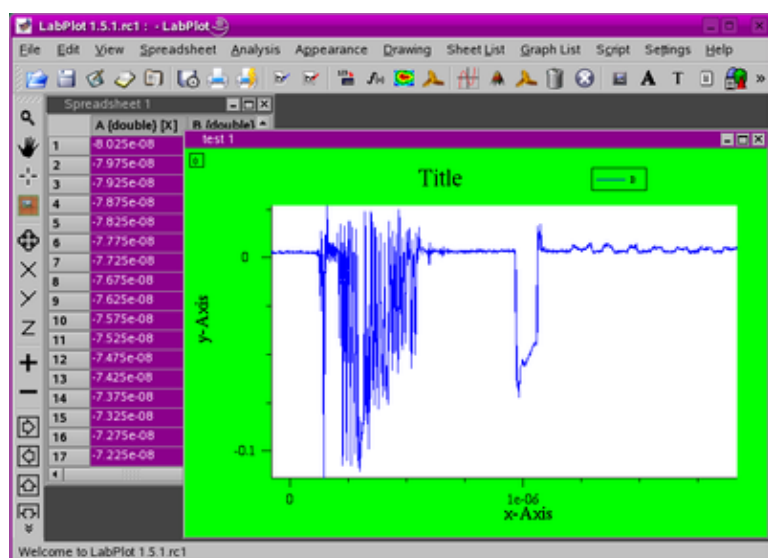 LabPlot 1.5.1.rc1 : - LabPlot
File Edit View Spreadsheet Analysis Appearance Drawing Sheet List Graph List Script Settings Help
A T »
Spreadsheet 1
A {double} [X] B {double}
1 -8.025e-08
2 -7.975e-08
3 -7.925e-08
4 -7.875e-08
5 -7.825e-08
6 -7.775e-08
7 -7.725e-08
8 -7.675e-08
9 -7.625e-08
10 -7.575e-08
11 -7.525e-08
12 -7.475e-08
13 -7.425e-08
14 -7.375e-08
15 -7.325e-08
16 -7.275e-08
17 -7.225e-08
X
Y
Z
test 1
Title
0
-0.1
y-Axis
0 1e-06
x-Axis
Welcome to LabPlot 1.5.1.rc1